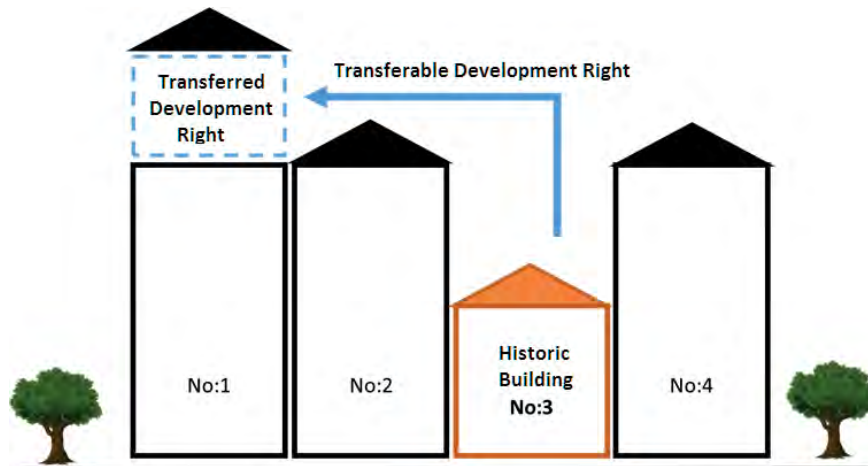 Transferred
Development
Right
Transferable Development Right
No:1
No:2
Historic
Building
No:3
No:4